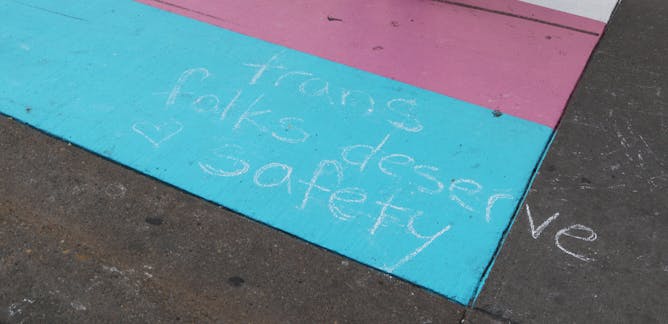 trans
folks deserve
♡ safety